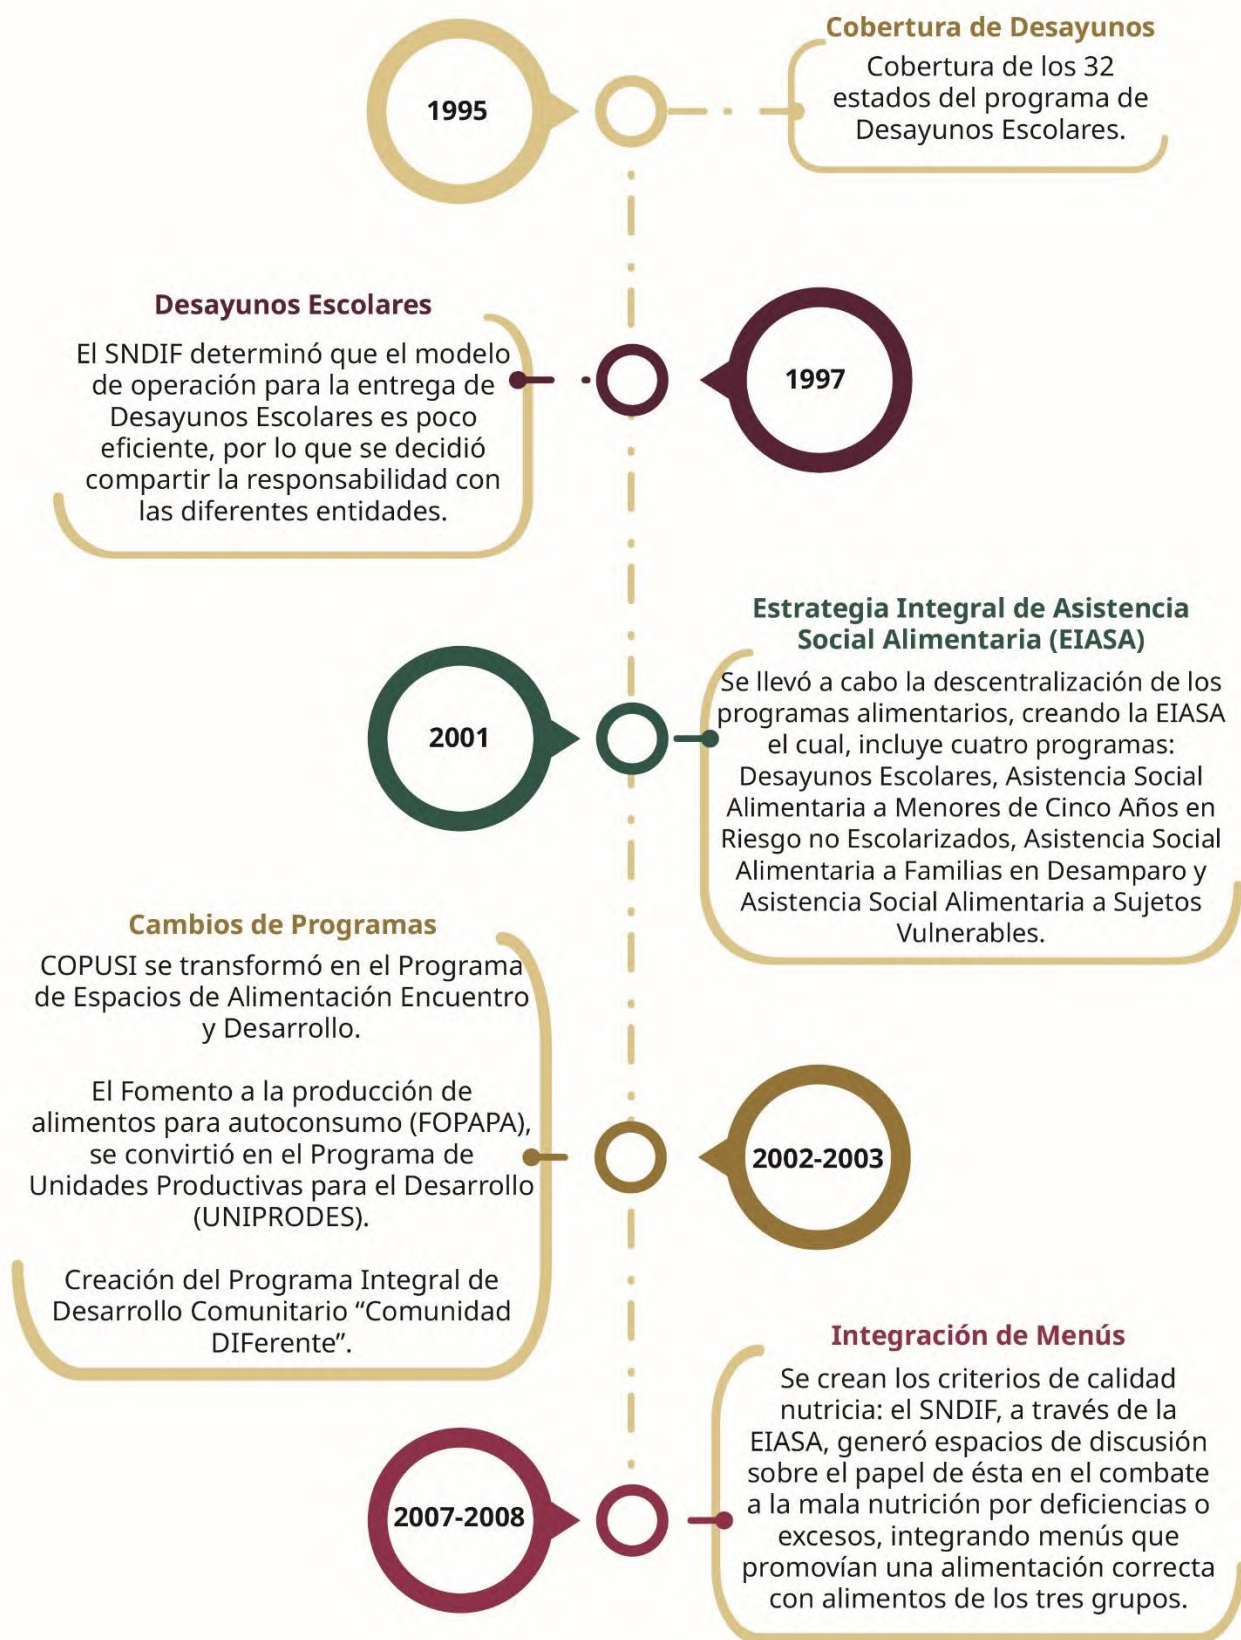 Cobertura de Desayunos
Cobertura de los 32
estados del programa de
Desayunos Escolares.
1995
Desayunos Escolares
El SNDIF determinó que el modelo
de operación para la entrega de
Desayunos Escolares es poco
eficiente, por lo que se decidió
compartir la responsabilidad con
las diferentes entidades.
1997
Estrategia Integral de Asistencia
Social Alimentaria (EIASA)
Se llevó a cabo la descentralización de los
programas alimentarios, creando la EIASA
el cual, incluye cuatro programas:
Desayunos Escolares, Asistencia Social
Alimentaria a Menores de Cinco Años en
Riesgo no Escolarizados, Asistencia Social
Alimentaria a Familias en Desamparo y
Asistencia Social Alimentaria a Sujetos
Vulnerables.
2001
Cambios de Programas
COPUSI se transformó en el Programa
de Espacios de Alimentación Encuentro
y Desarrollo.
El Fomento a la producción de
alimentos para autoconsumo (FOPAPA),
se convirtió en el Programa de
Unidades Productivas para el Desarrollo
(UNIPRODES).
Creación del Programa Integral de
Desarrollo Comunitario “Comunidad
DIFerente”.
2002-2003
Integración de Menús
Se crean los criterios de calidad
nutricia: el SNDIF, a través de la
EIASA, generó espacios de discusión
sobre el papel de ésta en el combate
a la mala nutrición por deficiencias o
excesos, integrando menús que
promovían una alimentación correcta
con alimentos de los tres grupos.
2007-2008